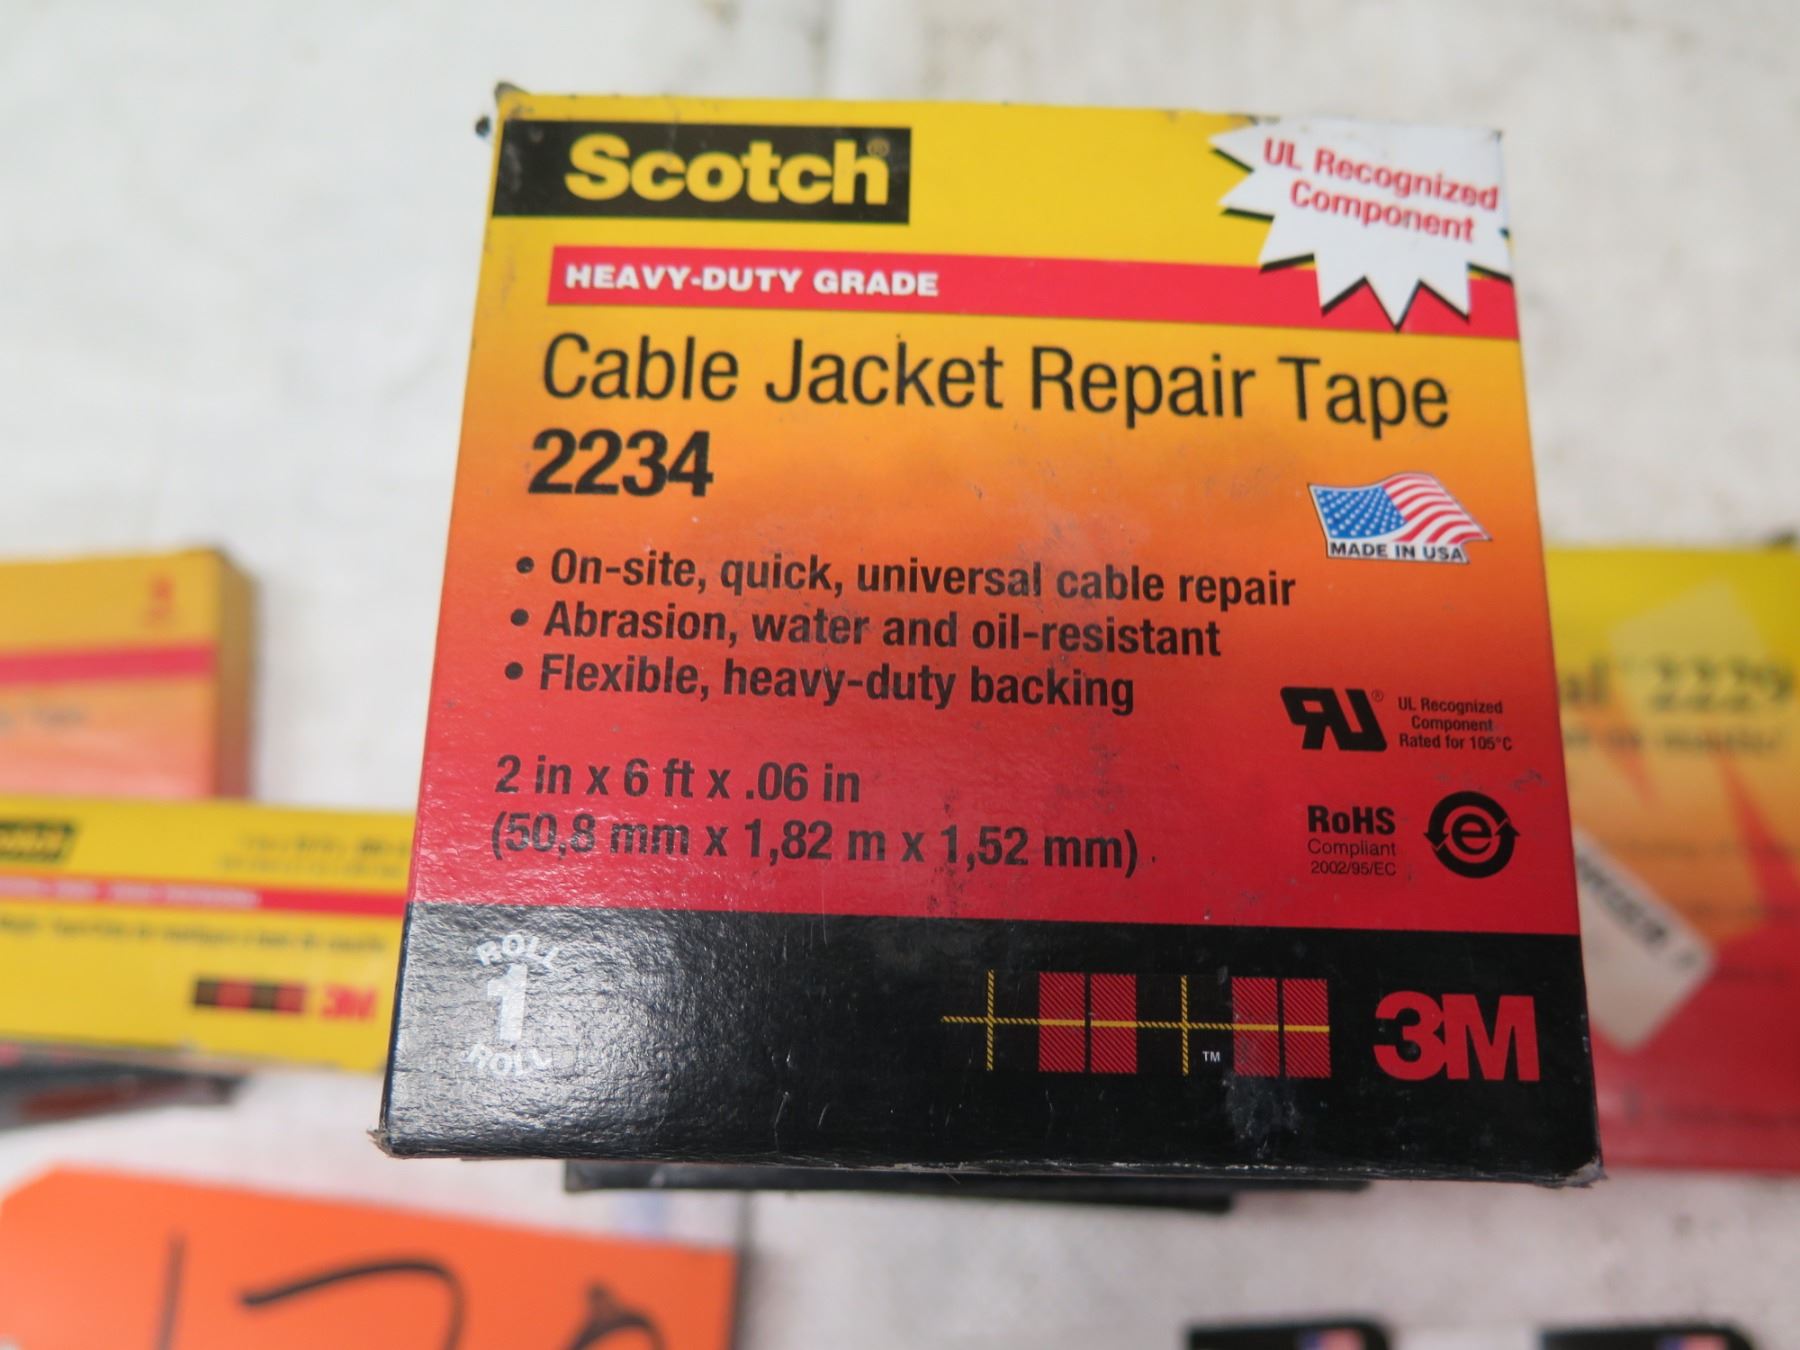 Scotch®
UL Recognized
Component
HEAVY-DUTY GRADE
Cable Jacket Repair Tape
2234
MADE IN USA
• On-site, quick, universal cable repair
• Abrasion, water and oil-resistant
• Flexible, heavy-duty backing
UL Recognized
Component
Rated for 105°C
2 in x 6 ft x .06 in
(50,8 mm x 1,82 m x 1,52 mm)
RoHS
Compliant
2002/95/EC
e
ROLL
1
ROLL
TM
3M
3M
2229